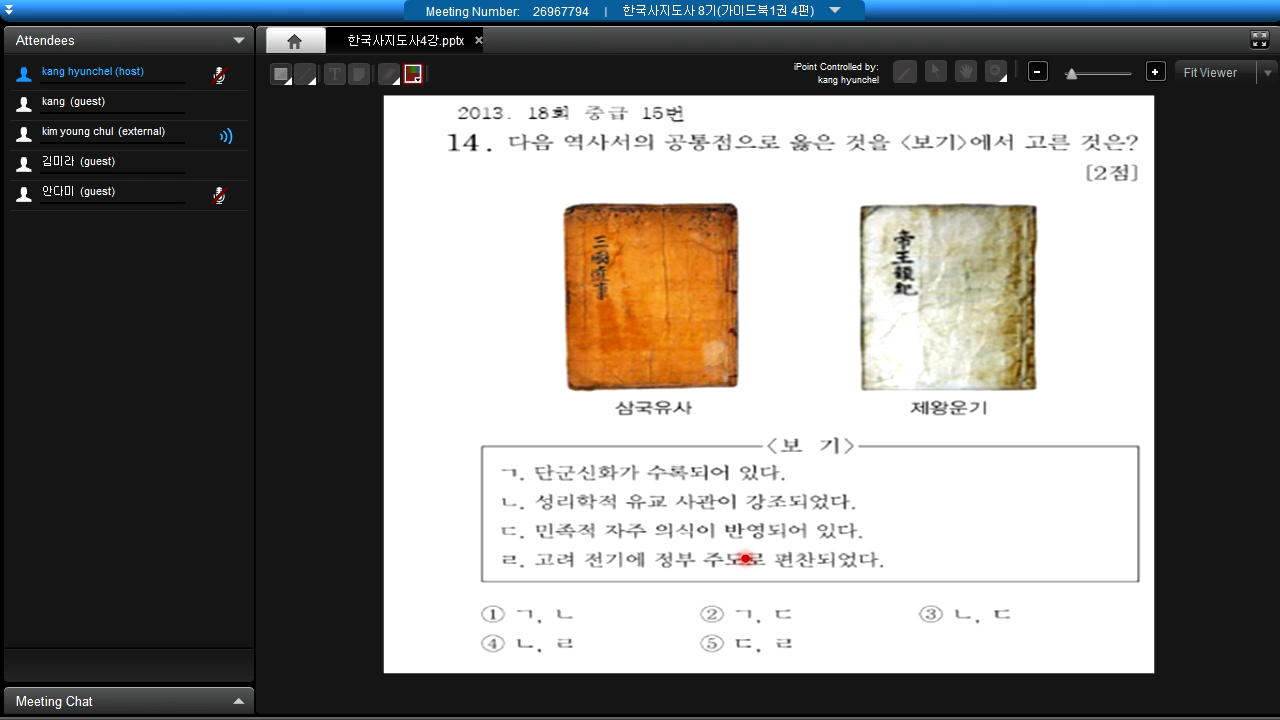 Meeting Number: 26967794 | 한국사지도사 8기(가이드북1권 4편)
Attendees
kang hyunchel (host)
kang (guest)
kim young chul (external)
김미라 (guest)
안다미 (guest)
Meeting Chat
한국사지도사4강.pptx
iPoint Controlled by:
kang hyunchel
Fit Viewer
2013. 18회 중급 15번
14. 다음 역사서의 공통점으로 옳은 것을 <보기>에서 고른 것은?
[2점]
三國遺事
帝王韻紀
삼국유사
제왕운기
<보 기>
ㄱ. 단군신화가 수록되어 있다.
ㄴ. 성리학적 유교 사관이 강조되었다.
ㄷ. 민족적 자주 의식이 반영되어 있다.
ㄹ. 고려 전기에 정부 주도로 편찬되었다.
① ㄱ, ㄴ ② ㄱ, ㄷ ③ ㄴ, ㄷ
④ ㄴ, ㄹ ⑤ ㄷ, ㄹ